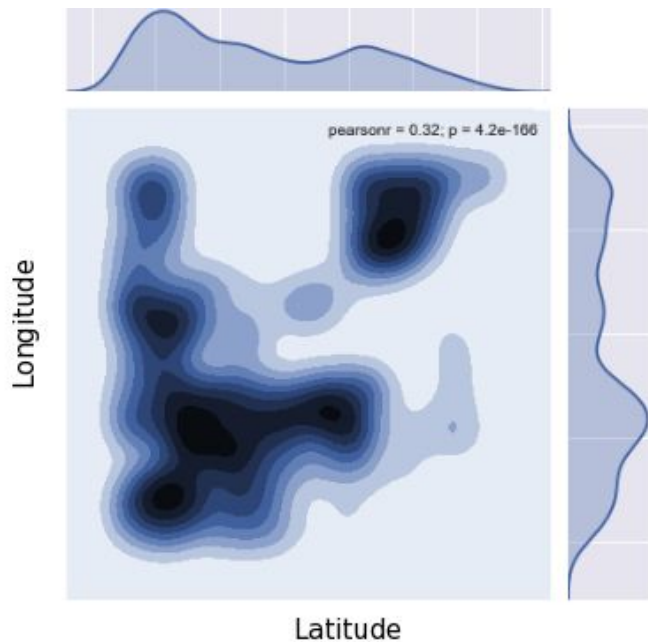 pearsonr = 0.32; p = 4.2e-166
Longitude
Latitude